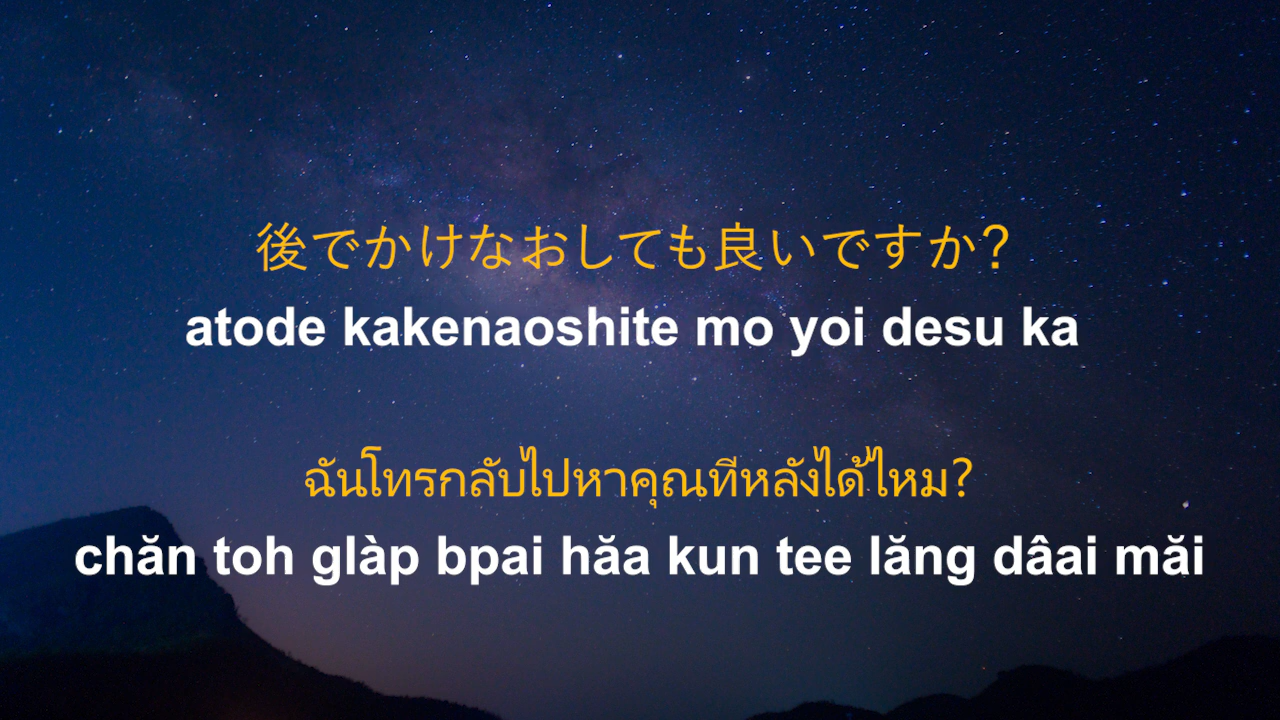 後でかけなおしても良いですか?
atode kakenaoshite mo yoi desu ka
ฉันโทรกลับไปหาคุณทีหลังได้ไหม?
chăn toh glàp bpai hăa kun tee lăng dâai măi